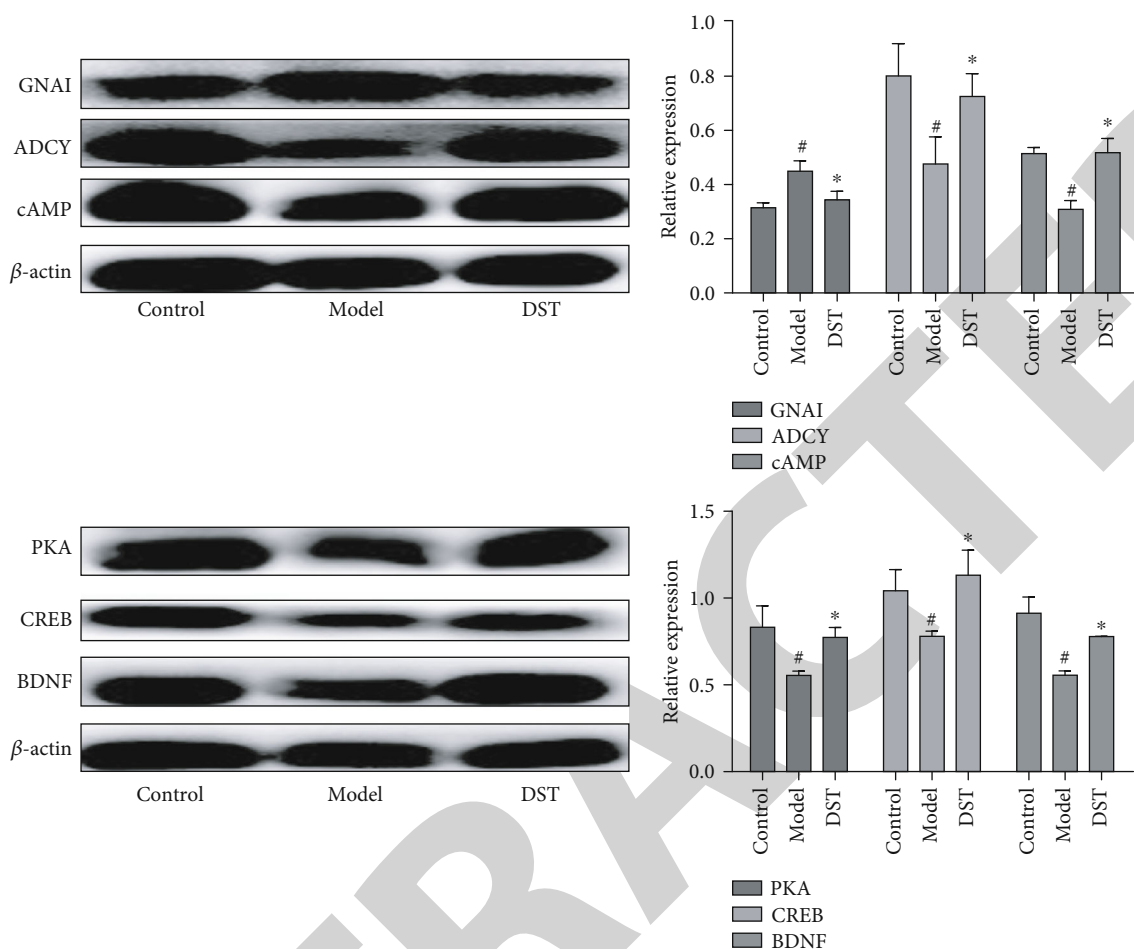 GNAI
ADCY
cAMP
β-actin
Control Model DST
Relative expression
1.0
0.8
0.6
0.4
0.2
0.0
# * # * # *
Control Model DST Control Model DST Control Model DST
GNAI
ADCY
cAMP
PKA
CREB
BDNF
β-actin
Control Model DST
Relative expression
1.5
1.0
0.5
0.0
# * # * # *
Control Model DST Control Model DST Control Model DST
PKA
CREB
BDNF